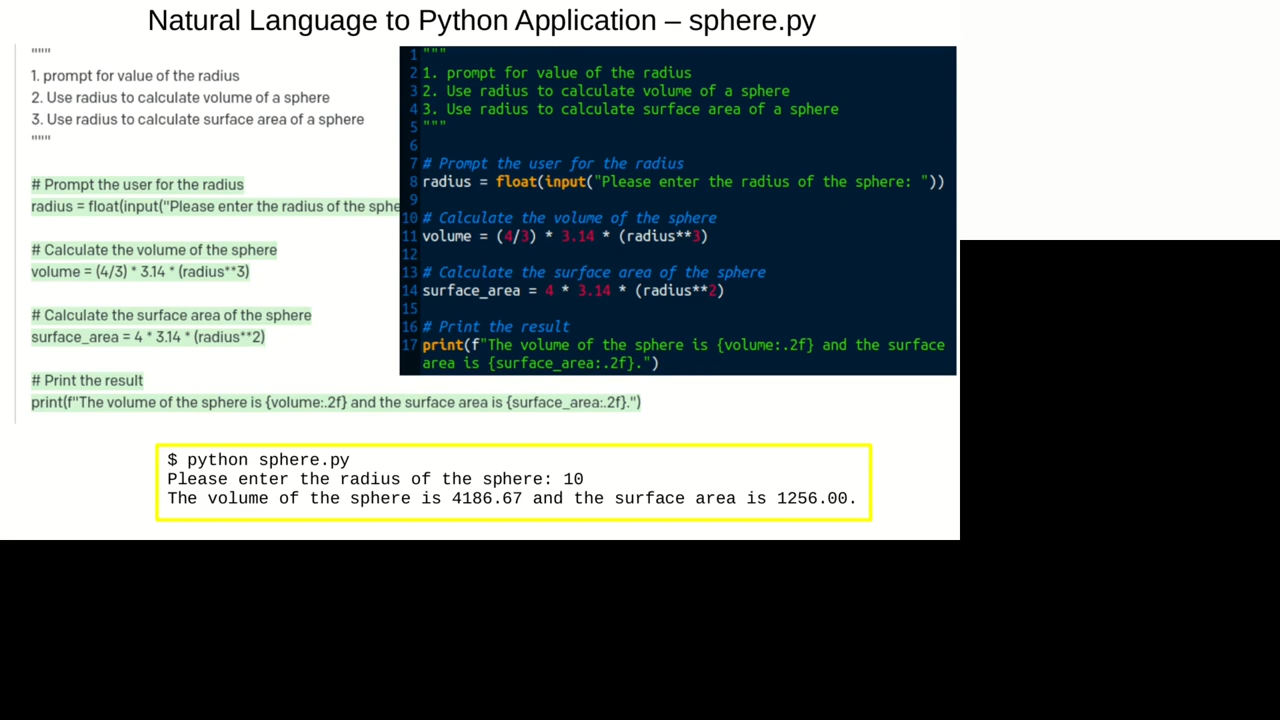 Natural Language to Python Application – sphere.py
"""
1. prompt for value of the radius
2. Use radius to calculate volume of a sphere
3. Use radius to calculate surface area of a sphere
"""
# Prompt the user for the radius
radius = float(input("Please enter the radius of the sphe
# Calculate the volume of the sphere
volume = (4/3) * 3.14 * (radius**3)
# Calculate the surface area of the sphere
surface_area = 4 * 3.14 * (radius**2)
# Print the result
print(f"The volume of the sphere is {volume:.2f} and the surface area is {surface_area:.2f}.")
1 """
2 1. prompt for value of the radius
3 2. Use radius to calculate volume of a sphere
4 3. Use radius to calculate surface area of a sphere
5 """
6
7 # Prompt the user for the radius
8 radius = float(input("Please enter the radius of the sphere: "))
9
10 # Calculate the volume of the sphere
11 volume = (4/3) * 3.14 * (radius**3)
12
13 # Calculate the surface area of the sphere
14 surface_area = 4 * 3.14 * (radius**2)
15
16 # Print the result
17 print(f"The volume of the sphere is {volume:.2f} and the surface
area is {surface_area:.2f}.")
$ python sphere.py
Please enter the radius of the sphere: 10
The volume of the sphere is 4186.67 and the surface area is 1256.00.